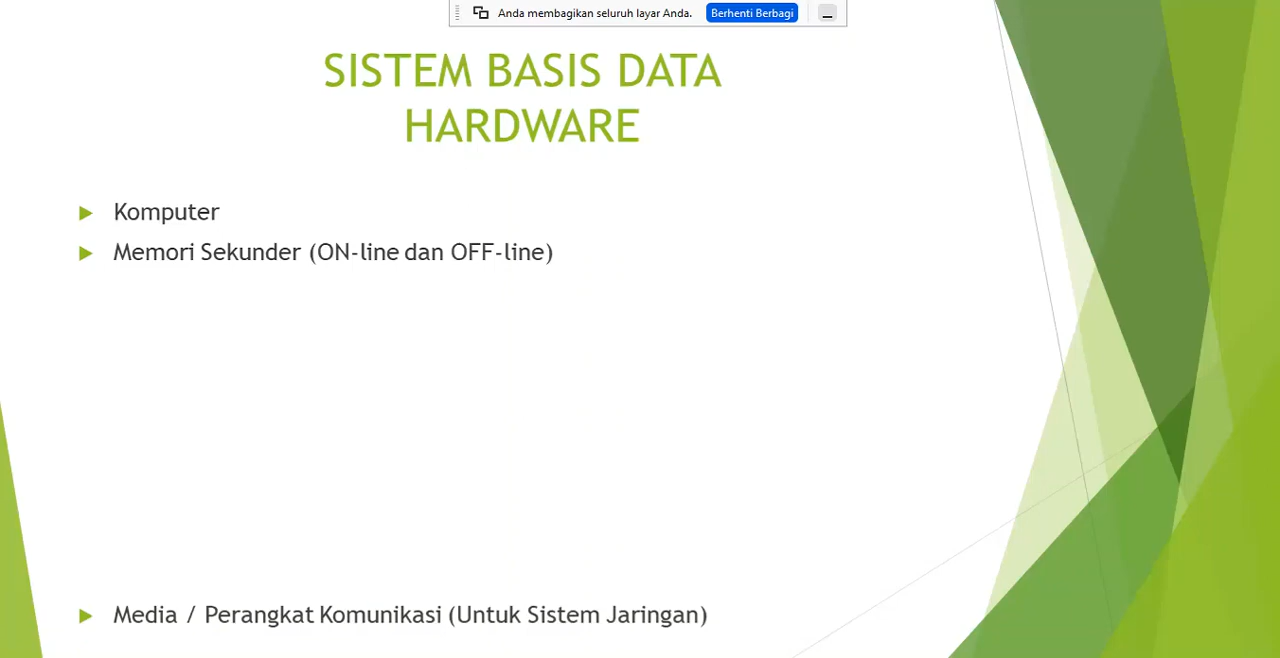 Anda membagikan seluruh layar Anda. Berhenti Berbagi
SISTEM BASIS DATA
HARDWARE
Komputer
Memori Sekunder (ON-line dan OFF-line)
Media / Perangkat Komunikasi (Untuk Sistem Jaringan)